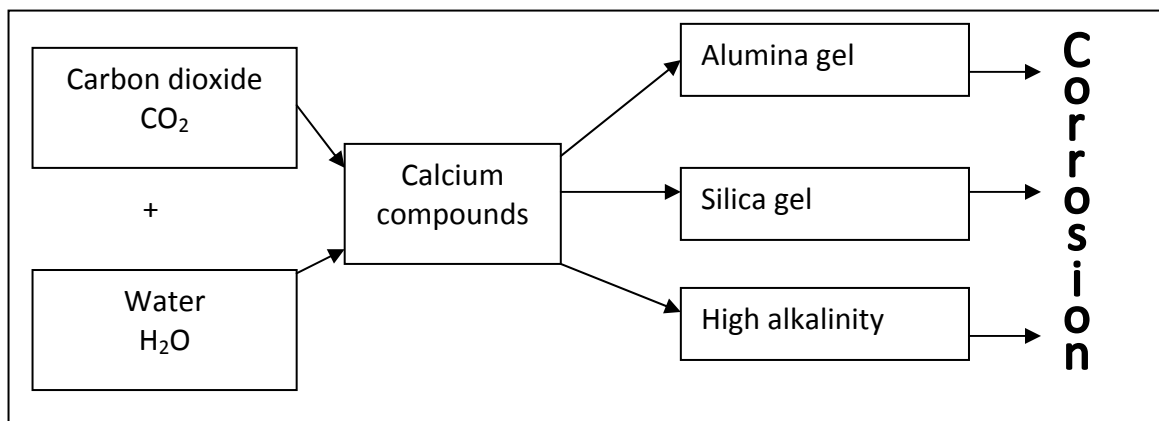 Carbon dioxide
CO₂
+
Water
H₂O
Calcium
compounds
Alumina gel
Silica gel
High alkalinity
Corrosion